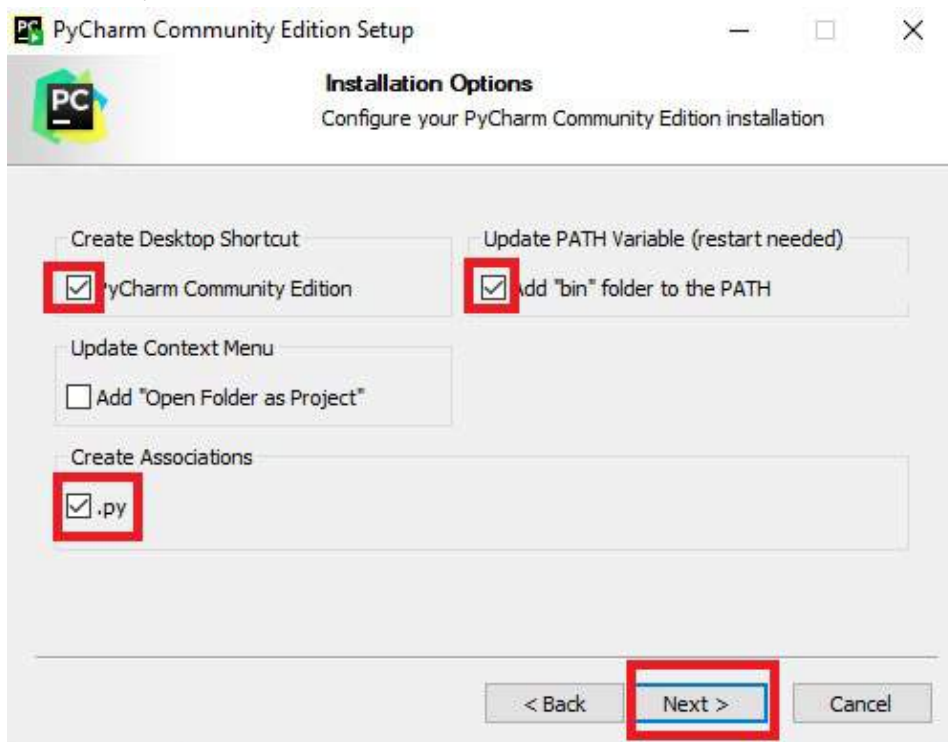 PyCharm Community Edition Setup
Installation Options
Configure your PyCharm Community Edition installation
PC
Create Desktop Shortcut
Update PATH Variable (restart needed)
yCharm Community Edition
Add "bin" folder to the PATH
Update Context Menu
Add "Open Folder as Project"
Create Associations
.py
< Back
Next >
Cancel